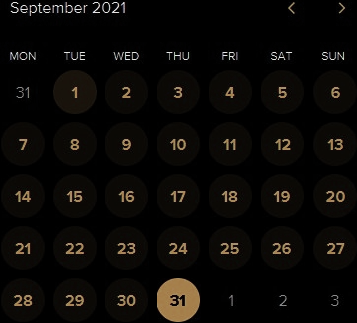 September 2021 < >
MON TUE WED THU FRI SAT SUN
31 1 2 3 4 5 6
7 8 9 10 11 12 13
14 15 16 17 18 19 20
21 22 23 24 25 26 27
28 29 30 31 1 2 3